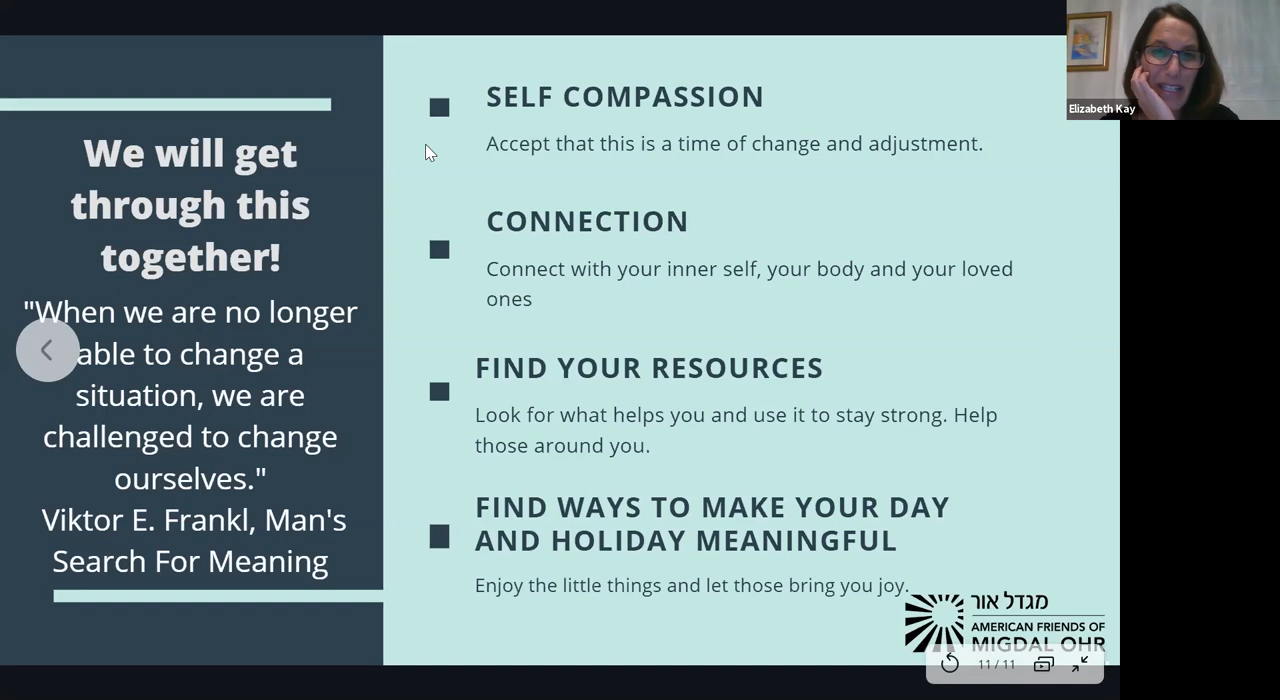 We will get
through this
together!
"When we are no longer
able to change a
situation, we are
challenged to change
ourselves."
Viktor E. Frankl, Man's
Search For Meaning
SELF COMPASSION
Accept that this is a time of change and adjustment.
CONNECTION
Connect with your inner self, your body and your loved
ones
FIND YOUR RESOURCES
Look for what helps you and use it to stay strong. Help
those around you.
FIND WAYS TO MAKE YOUR DAY
AND HOLIDAY MEANINGFUL
Enjoy the little things and let those bring you joy.
מגדל אור
AMERICAN FRIENDS OF
MIGDAL OHR
11 / 11
Elizabeth Kay